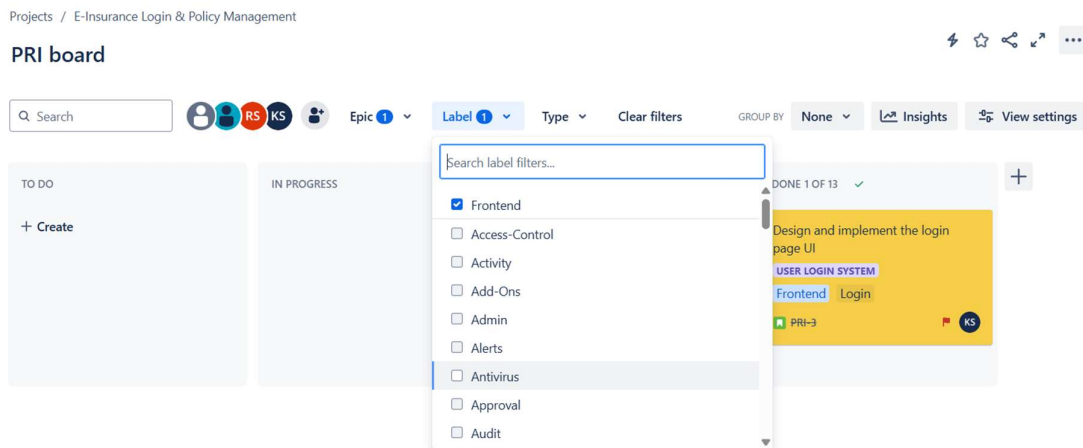 Projects / E-Insurance Login & Policy Management
PRI board
Search
RS
KS
Epic 1
Label 1
Type
Clear filters
GROUP BY
None
Insights
View settings
Search label filters...
Frontend
Access-Control
Activity
Add-Ons
Admin
Alerts
Antivirus
Approval
Audit
TO DO
+ Create
IN PROGRESS
DONE 1 OF 13
Design and implement the login
page UI
USER LOGIN SYSTEM
Frontend Login
PRI-3
KS